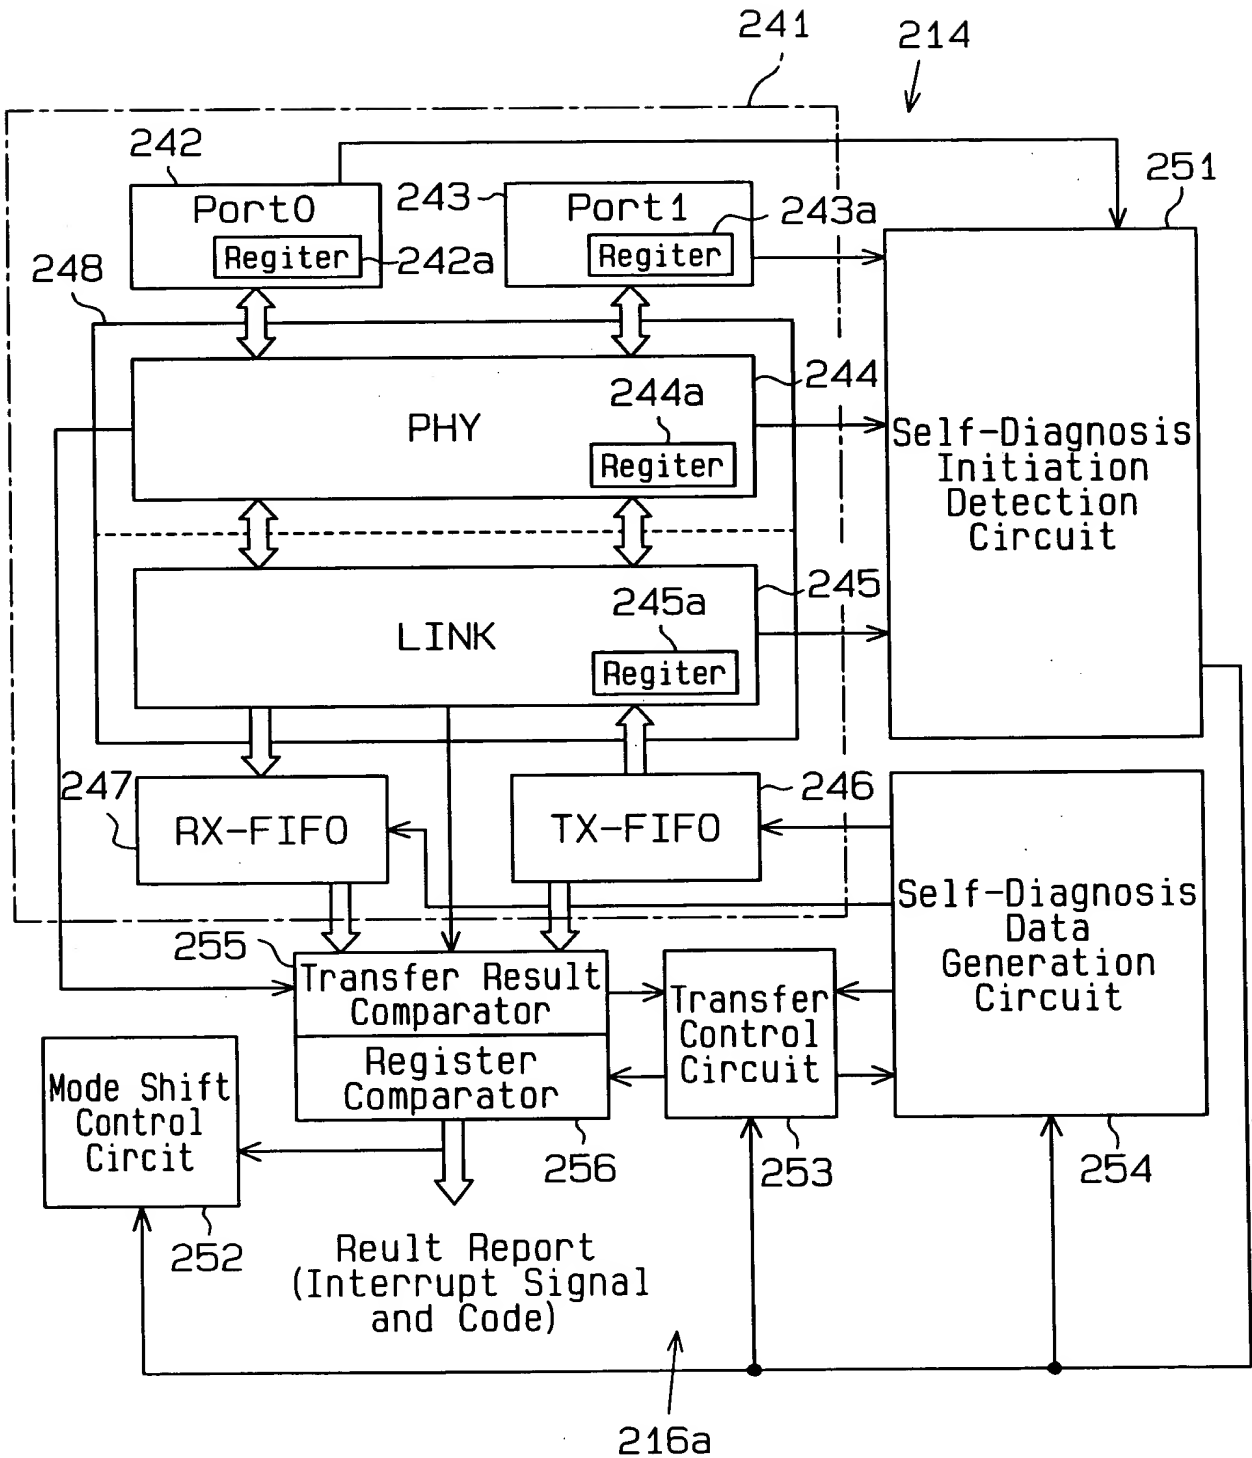 241
214
242
251
Port0
243
Port1
243a
Regiter
242a
Regiter
248
244
244a
PHY
Regiter
Self-Diagnosis
Initiation
Detection
Circuit
245
245a
LINK
Regiter
247
246
RX-FIFO
TX-FIFO
Self-Diagnosis
Data
Generation
Circuit
255
Transfer Result
Comparator
Transfer
Control
Circuit
Register
Comparator
Mode Shift
Control
Circit
256
253
254
252
Reult Report
(Interrupt Signal
and Code)
216a